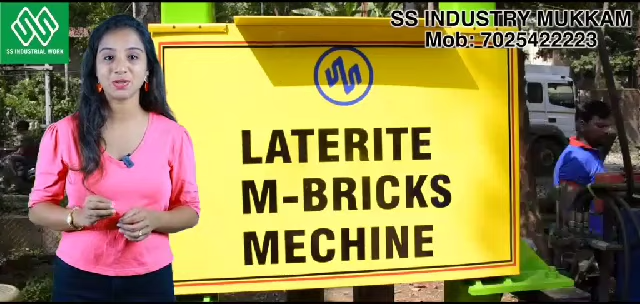 SS INDUSTRY MUKKAM
Mob: 7025422223
SS INDUSTRIAL WORK
LATERITE
M-BRICKS
MECHINE